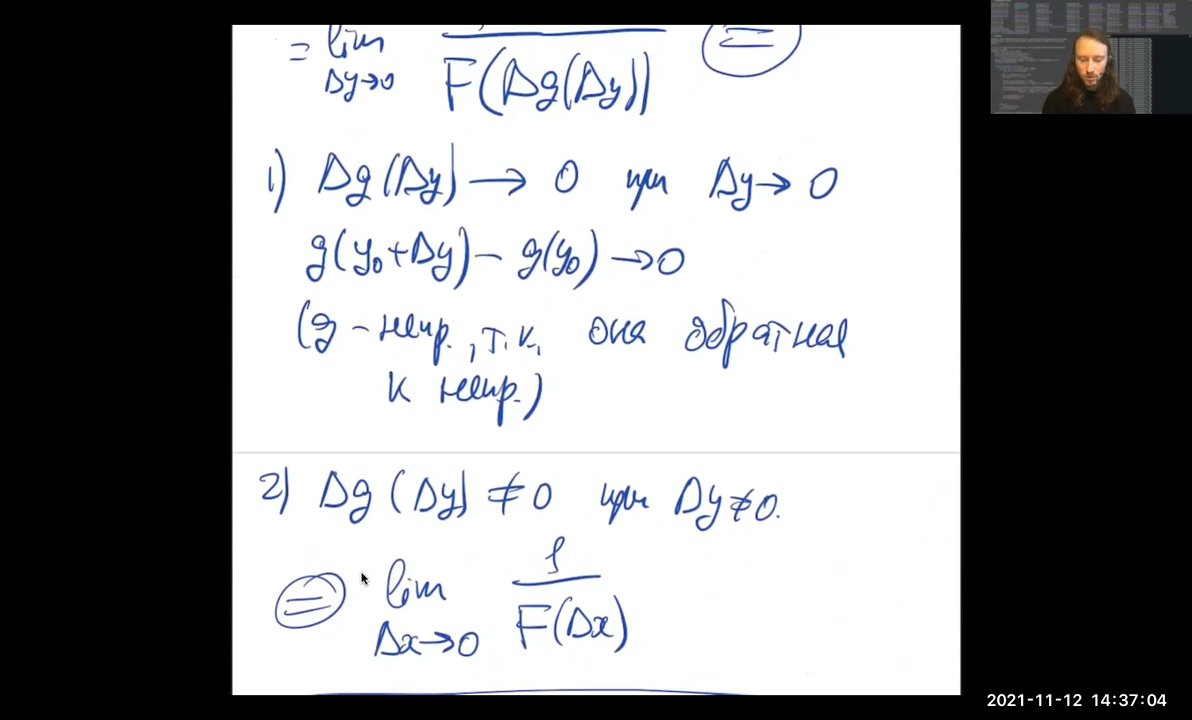 = lim
Δy→0
F(Δg(Δy))
=
1) Δg(Δy) → 0 при Δy→ 0
g(y₀+Δy) – g(y₀) → 0
(g – непр., т.к. она обратная
к непр.)
2) Δg(Δy) ≠ 0 при Δy ≠ 0.
= lim 1
Δx→0 F(Δx)
2021-11-12 14:37:04